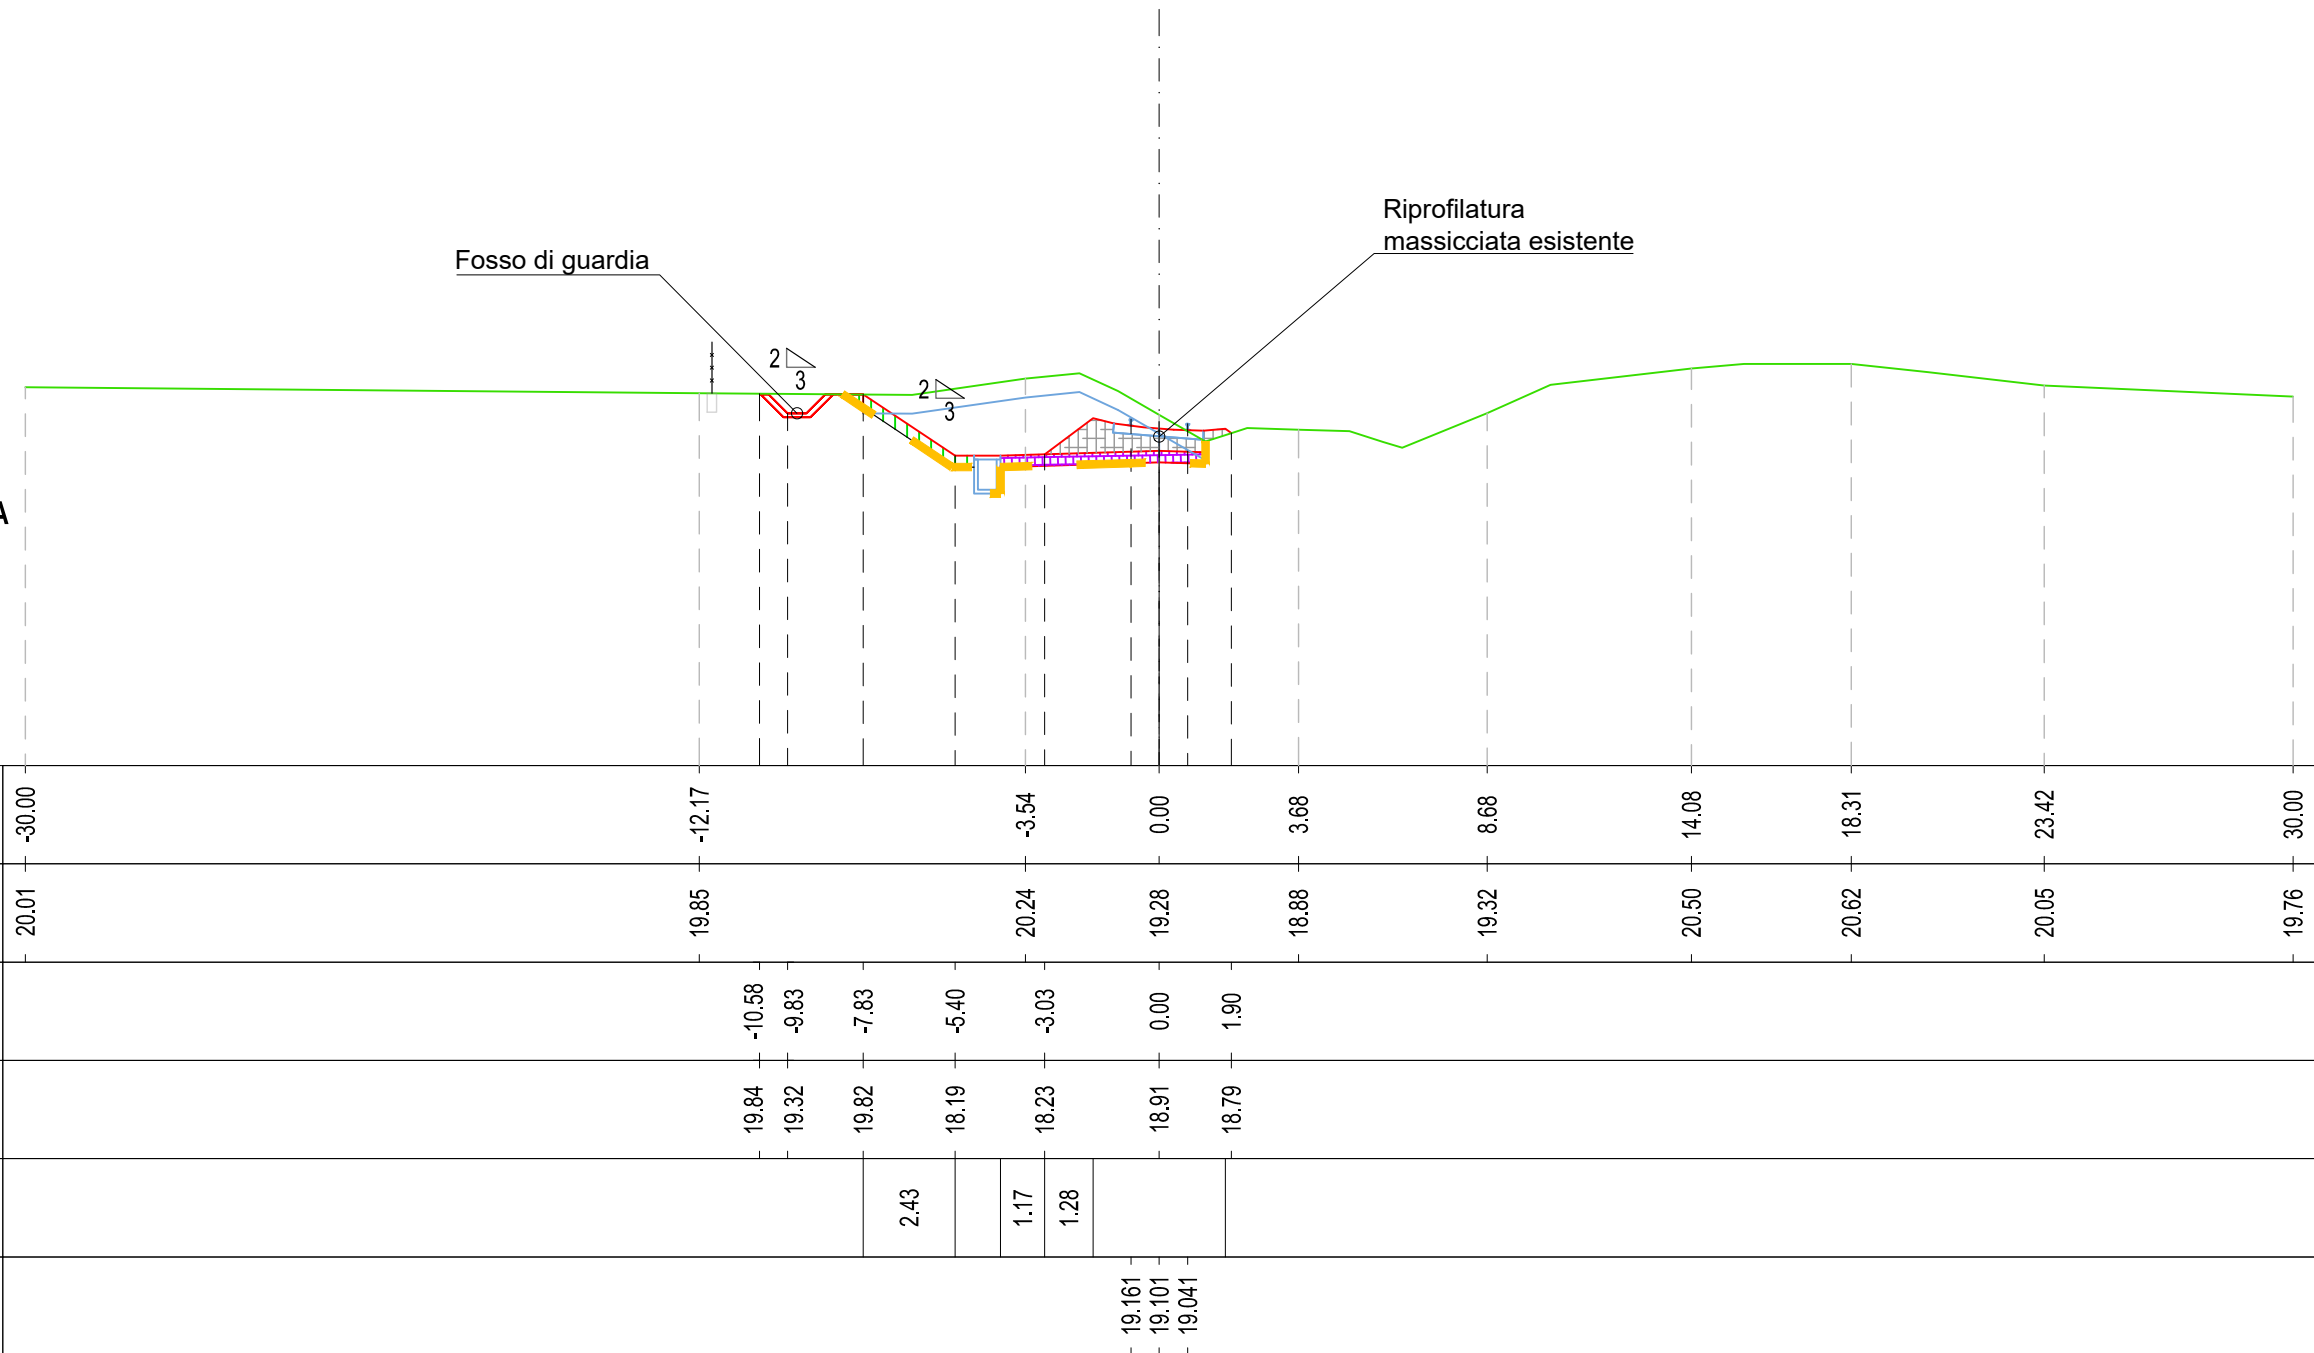 Riprofilatura
massicciata esistente
Fosso di guardia
2
3
2
3
A
-30.00 -12.17 -3.54 0.00 3.68 8.68 14.08 18.31 23.42 30.00
20.01 19.85 20.24 19.28 18.88 19.32 20.50 20.62 20.05 19.76
-10.58 -9.83 -7.83 -5.40 -3.03 0.00 1.90
19.84 19.32 19.82 18.19 18.23 18.91 18.79
2.43 1.17 1.28
19.161 19.101 19.041